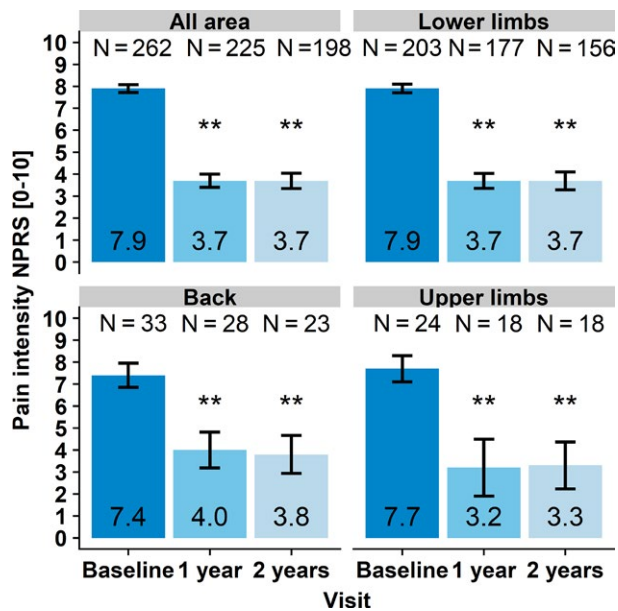 All area
N = 262 N = 225 N = 198
10
9
8
7
6
5
4
3
2
1
0
7.9 3.7 3.7
** **
Lower limbs
N = 203 N = 177 N = 156
** **
7.9 3.7 3.7
Back
N = 33 N = 28 N = 23
10
9
8
7
6
5
4
3
2
1
0
** **
7.4 4.0 3.8
Upper limbs
N = 24 N = 18 N = 18
** **
7.7 3.2 3.3
Baseline 1 year 2 years
Baseline 1 year 2 years
Visit
Pain intensity NPRS [0-10]